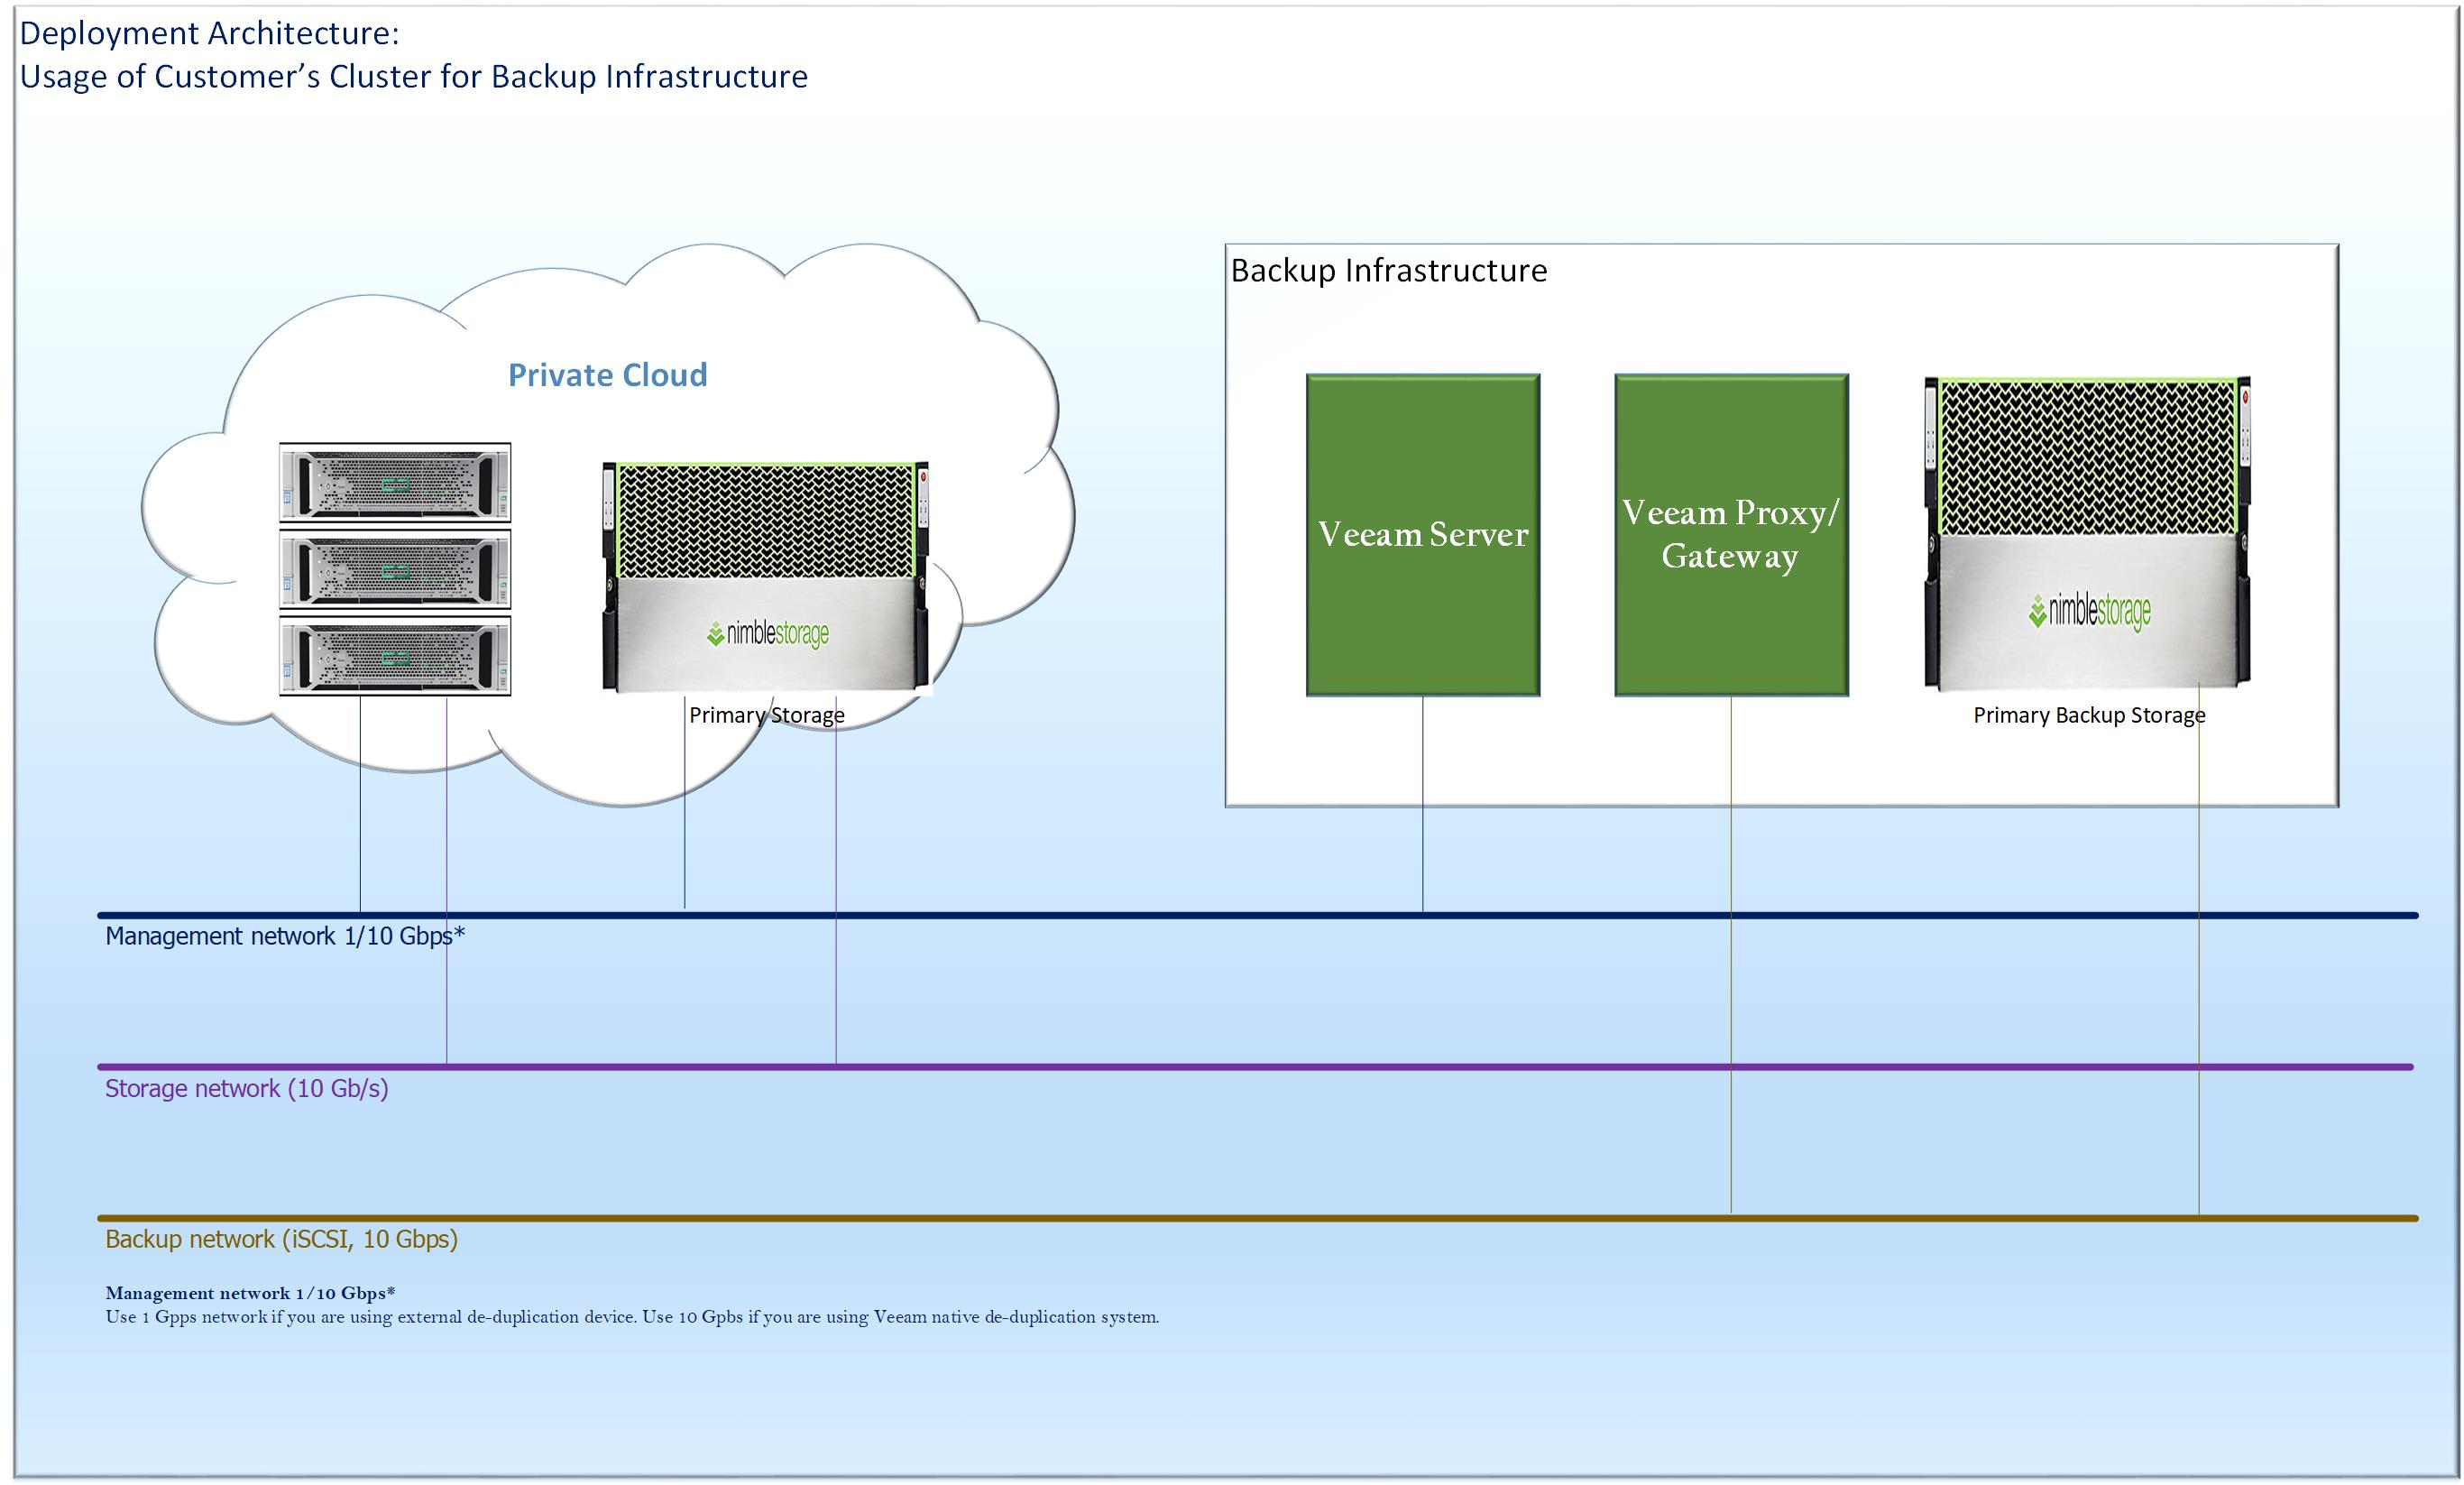 Deployment Architecture:
Usage of Customer’s Cluster for Backup Infrastructure
Private Cloud
nimblestorage
Primary Storage
Backup Infrastructure
Veeam Server
Veeam Proxy/
Gateway
nimblestorage
Primary Backup Storage
Management network 1/10 Gbps*
Storage network (10 Gb/s)
Backup network (iSCSI, 10 Gbps)
Management network 1/10 Gbps*
Use 1 Gpps network if you are using external de-duplication device. Use 10 Gpbs if you are using Veeam native de-duplication system.